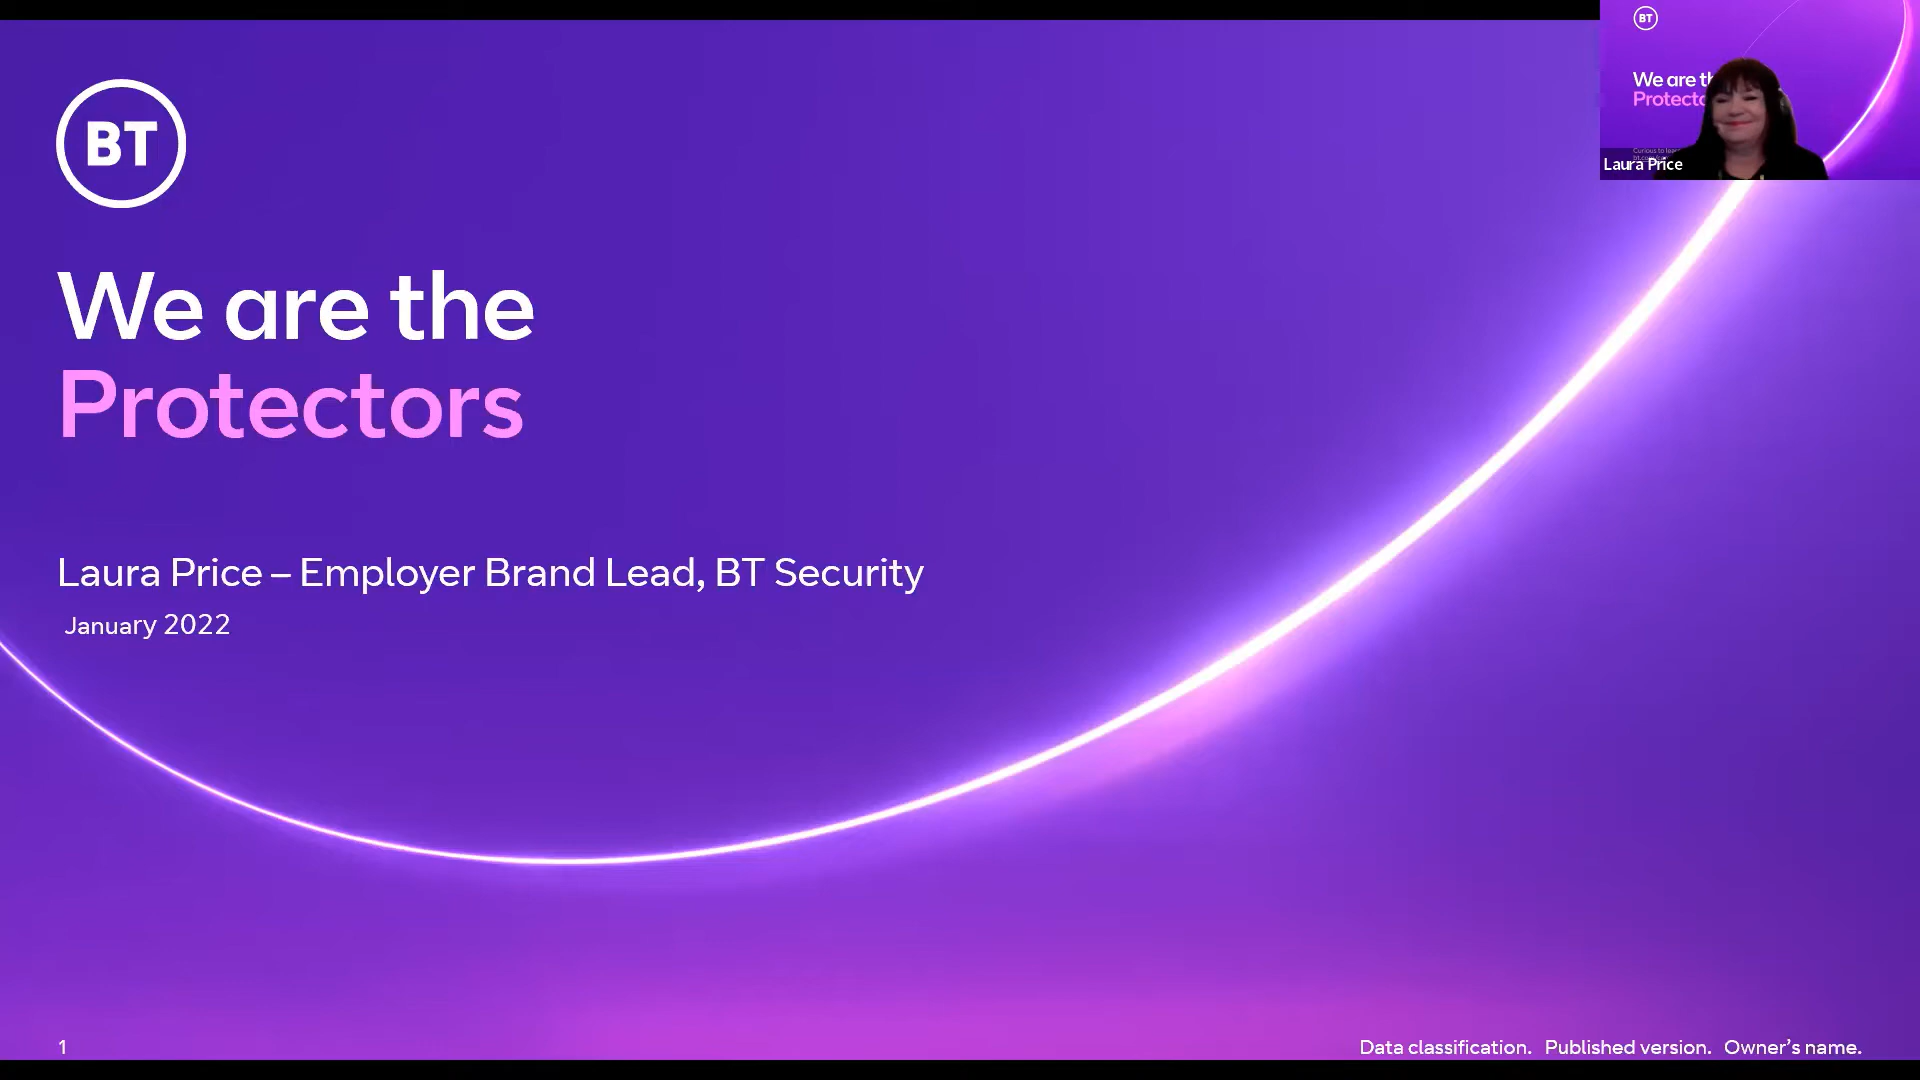 BT
We are the
Protectors
Laura Price – Employer Brand Lead, BT Security
January 2022
1
Data classification. Published version. Owner's name.
BT
We are th
Protecto
Laura Price